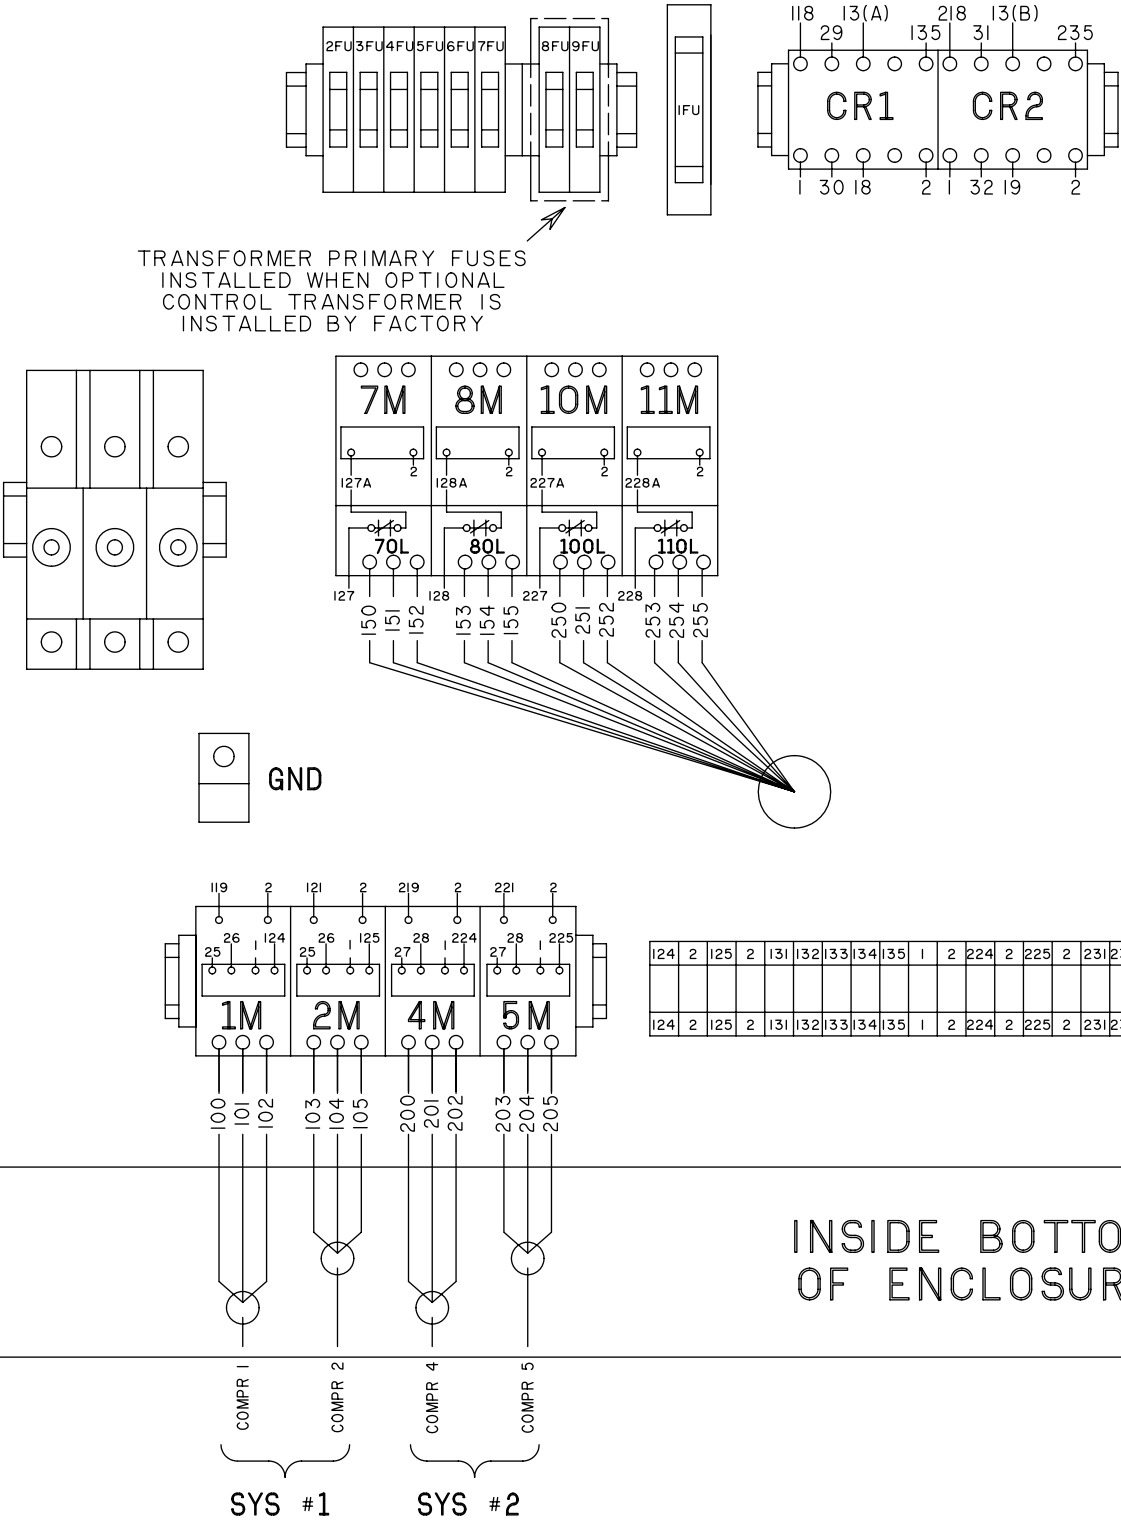 118 13(A) 218 13(B)
29 135 31 235
2FU 3FU 4FU 5FU 6FU 7FU 8FU 9FU
1FU
CR1 CR2
1 30 18 2 1 32 19 2
TRANSFORMER PRIMARY FUSES
INSTALLED WHEN OPTIONAL
CONTROL TRANSFORMER IS
INSTALLED BY FACTORY
7M 8M 10M 11M
2 2 2 2
127A 128A 227A 228A
7OL 8OL 10OL 11OL
127 128 227 228
150 151 152 153 154 155 250 251 252 253 254 255
GND
119 2 121 2 219 2 221 2
25 26 1 124 25 26 1 125 27 28 1 224 27 28 1 225
1M 2M 4M 5M
124 2 125 2 131 132 133 134 135 1 2 224 2 225 2 231
124 2 125 2 131 132 133 134 135 1 2 224 2 225 2 231
100 101 102 103 104 105 200 201 202 203 204 205
INSIDE BOTTO
OF ENCLOSUR
COMPR 1
COMPR 2
COMPR 4
COMPR 5
SYS #1 SYS #2